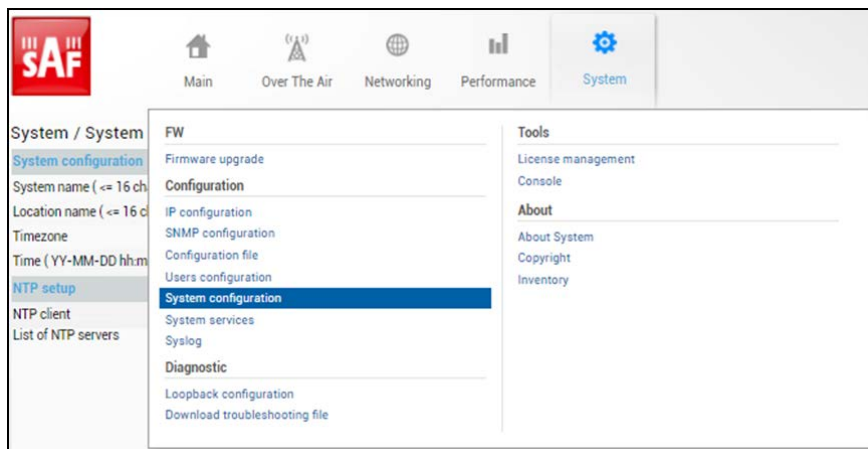 SAF
Main
Over The Air
Networking
Performance
System
System / System
System configuration
System name ( <= 16 ch
Location name ( <= 16 c
Timezone
Time ( YY-MM-DD hh:m
NTP setup
NTP client
List of NTP servers
FW
Firmware upgrade
Configuration
IP configuration
SNMP configuration
Configuration file
Users configuration
System configuration
System services
Syslog
Diagnostic
Loopback configuration
Download troubleshooting file
Tools
License management
Console
About
About System
Copyright
Inventory